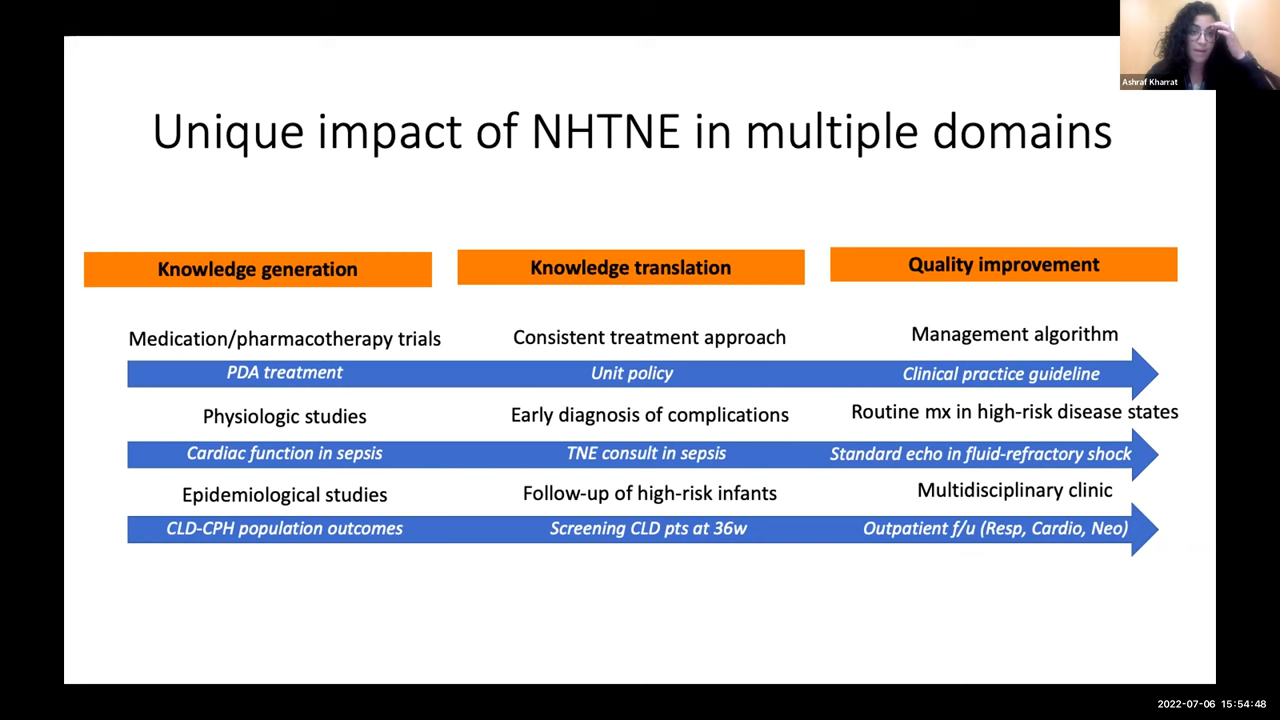 Ashraf Kharrat
Unique impact of NHTNE in multiple domains
Knowledge generation
Knowledge translation
Quality improvement
Medication/pharmacotherapy trials
Consistent treatment approach
Management algorithm
PDA treatment
Unit policy
Clinical practice guideline
Physiologic studies
Early diagnosis of complications
Routine mx in high-risk disease states
Cardiac function in sepsis
TNE consult in sepsis
Standard echo in fluid-refractory shock
Epidemiological studies
Follow-up of high-risk infants
Multidisciplinary clinic
CLD-CPH population outcomes
Screening CLD pts at 36w
Outpatient f/u (Resp, Cardio, Neo)
2022-07-06 15:54:48